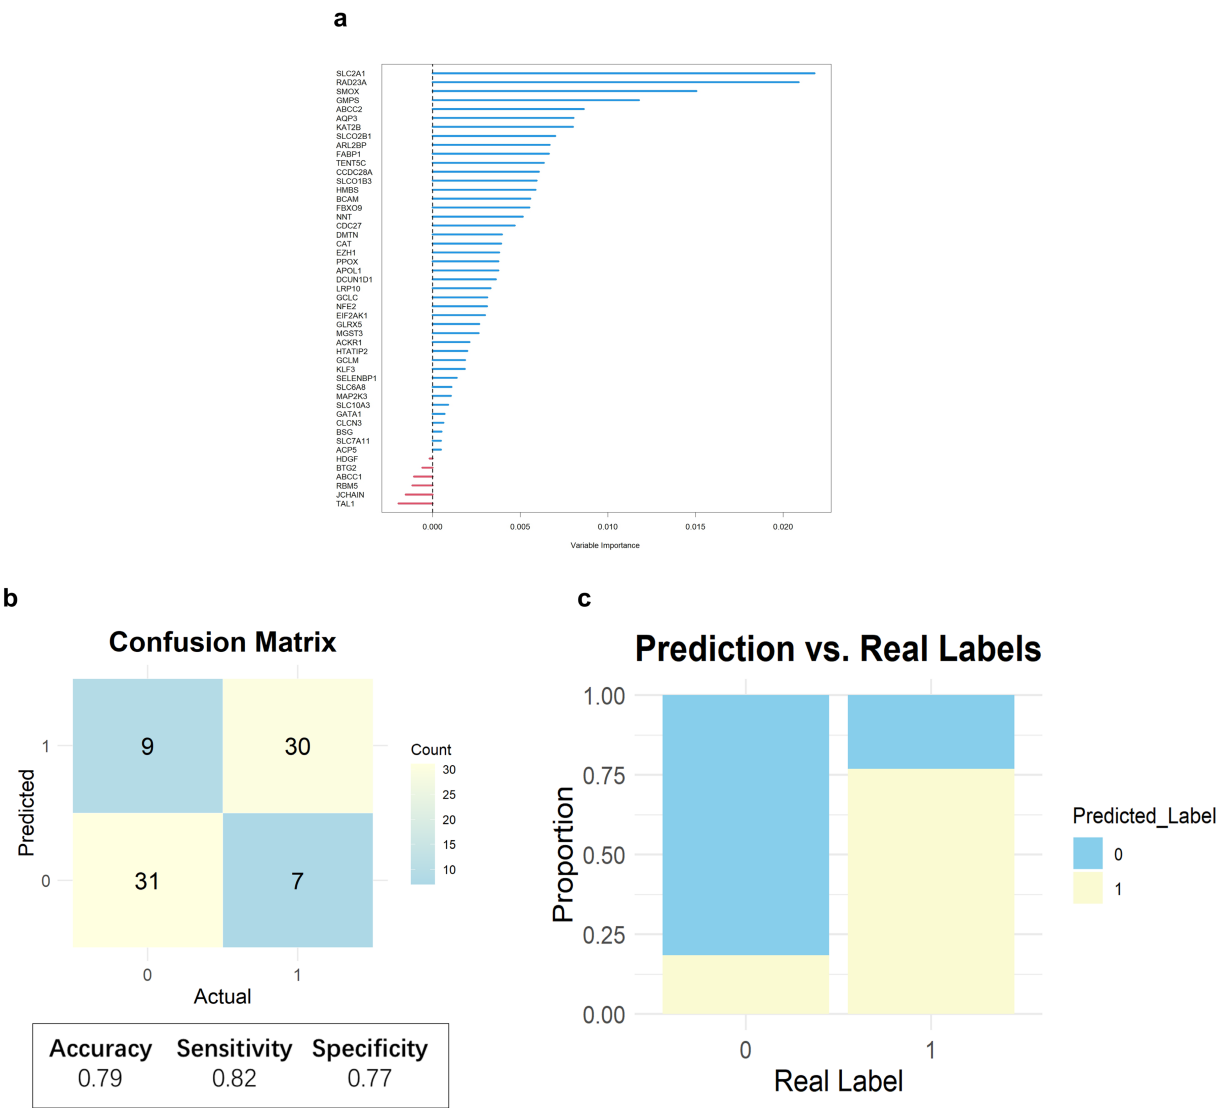 a
SLC2A1
RAD23A
SMOX
GMPS
ABCC2
AQP3
KAT2B
SLCO2B1
ARL2BP
FABP1
TENT5C
CCDC28A
SLCO1B3
HMBS
BCAM
FBXO9
NNT
CDC27
DMTN
CAT
EZH1
PPOX
APOL1
DCUN1D1
LRP10
GCLC
NFE2
EIF2AK1
GLRX5
MGST3
ACKR1
HTATIP2
GCLM
KLF3
SELENBP1
SLC6A8
MAP2K3
SLC10A3
GATA1
CLCN3
BSG
SLC7A11
ACP5
HDGF
BTG2
ABCC1
RBM5
JCHAIN
TAL1
0.000 0.005 0.010 0.015 0.020
Variable Importance
b
Confusion Matrix
Predicted
1
9 30
0
31 7
0 1
Actual
Count
30
25
20
15
10
Accuracy Sensitivity Specificity
0.79 0.82 0.77
c
Prediction vs. Real Labels
Proportion
1.00
0.75
0.50
0.25
0.00
0 1
Real Label
Predicted_Label
0
1